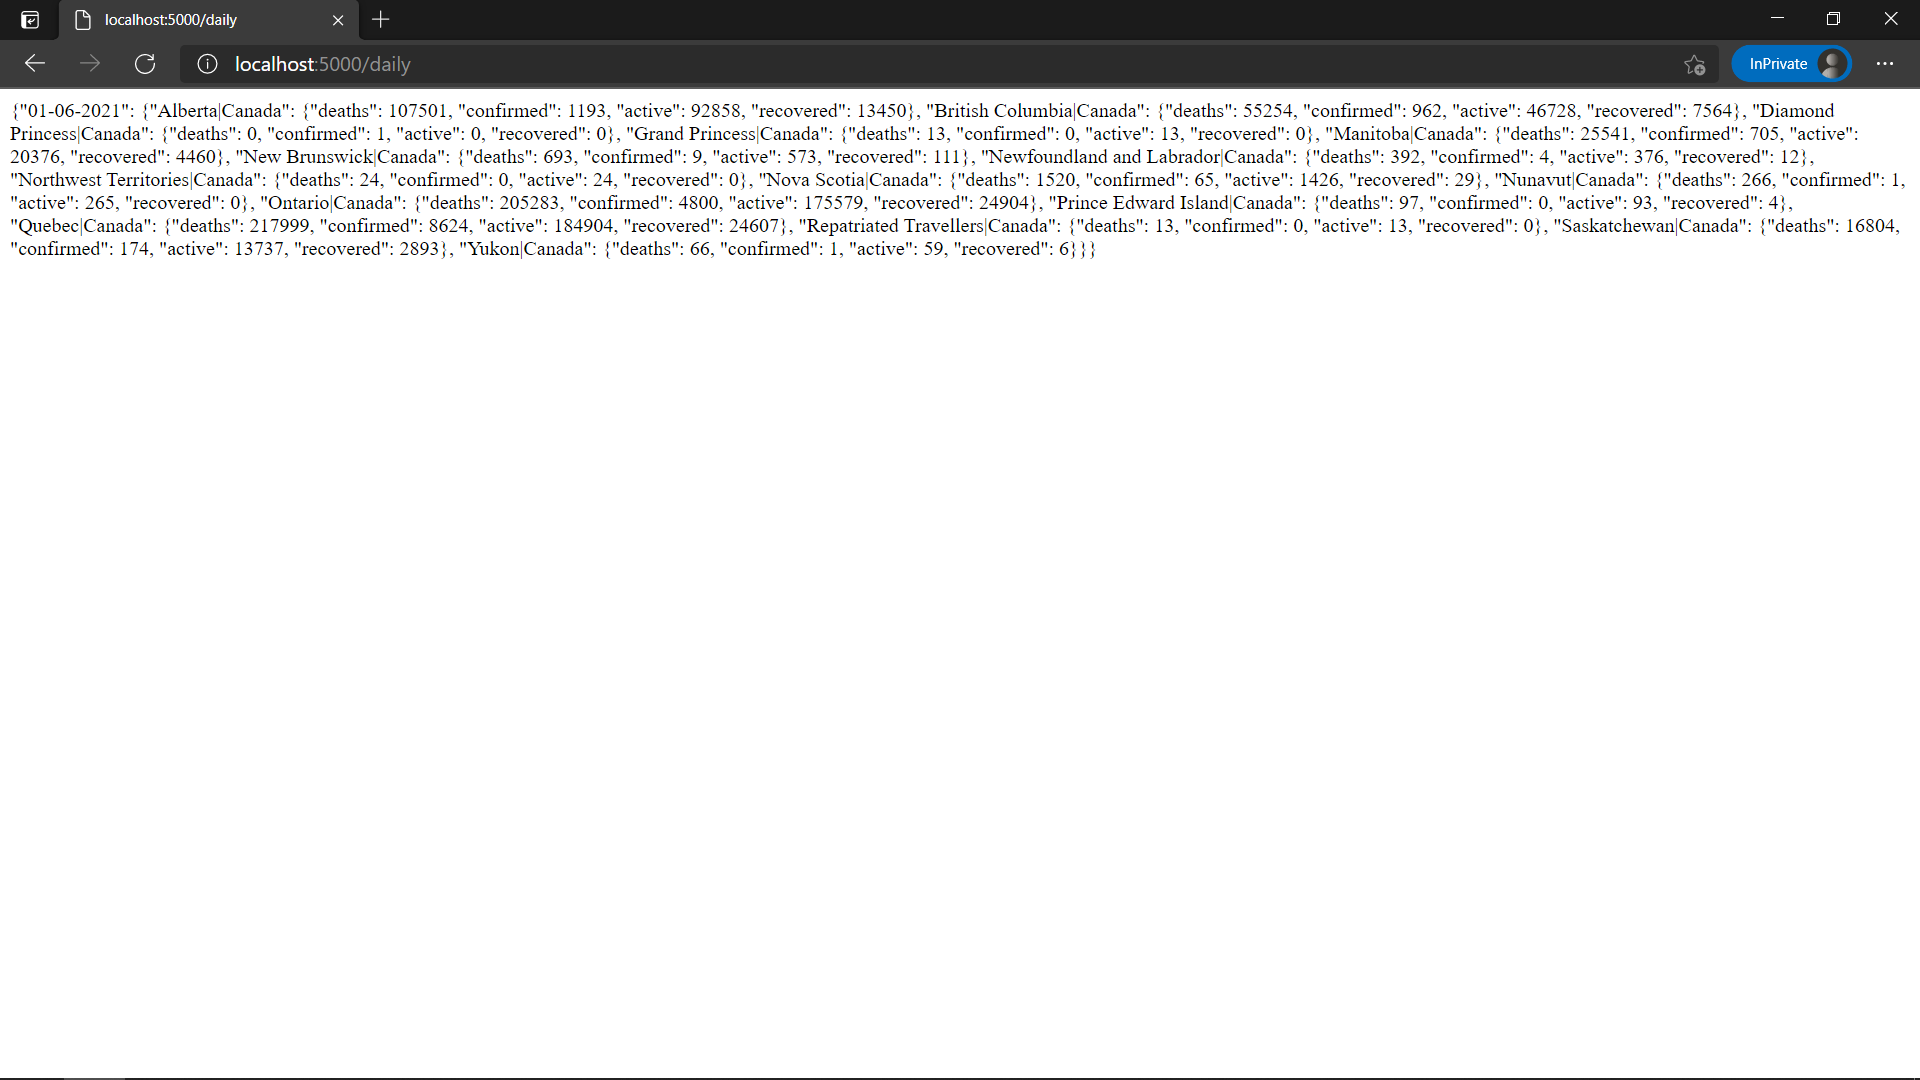 localhost:5000/daily
localhost:5000/daily
InPrivate
{"01-06-2021": {"Alberta|Canada": {"deaths": 107501, "confirmed": 1193, "active": 92858, "recovered": 13450}, "British Columbia|Canada": {"deaths": 55254, "confirmed": 962, "active": 46728, "recovered": 7564}, "Diamond
Princess|Canada": {"deaths": 0, "confirmed": 1, "active": 0, "recovered": 0}, "Grand Princess|Canada": {"deaths": 13, "confirmed": 0, "active": 13, "recovered": 0}, "Manitoba|Canada": {"deaths": 25541, "confirmed": 705, "active":
20376, "recovered": 4460}, "New Brunswick|Canada": {"deaths": 693, "confirmed": 9, "active": 573, "recovered": 111}, "Newfoundland and Labrador|Canada": {"deaths": 392, "confirmed": 4, "active": 376, "recovered": 12},
"Northwest Territories|Canada": {"deaths": 24, "confirmed": 0, "active": 24, "recovered": 0}, "Nova Scotia|Canada": {"deaths": 1520, "confirmed": 65, "active": 1426, "recovered": 29}, "Nunavut|Canada": {"deaths": 266, "confirmed": 1,
"active": 265, "recovered": 0}, "Ontario|Canada": {"deaths": 205283, "confirmed": 4800, "active": 175579, "recovered": 24904}, "Prince Edward Island|Canada": {"deaths": 97, "confirmed": 0, "active": 93, "recovered": 4},
"Quebec|Canada": {"deaths": 217999, "confirmed": 8624, "active": 184904, "recovered": 24607}, "Repatriated Travellers|Canada": {"deaths": 13, "confirmed": 0, "active": 13, "recovered": 0}, "Saskatchewan|Canada": {"deaths": 16804,
"confirmed": 174, "active": 13737, "recovered": 2893}, "Yukon|Canada": {"deaths": 66, "confirmed": 1, "active": 59, "recovered": 6}}}